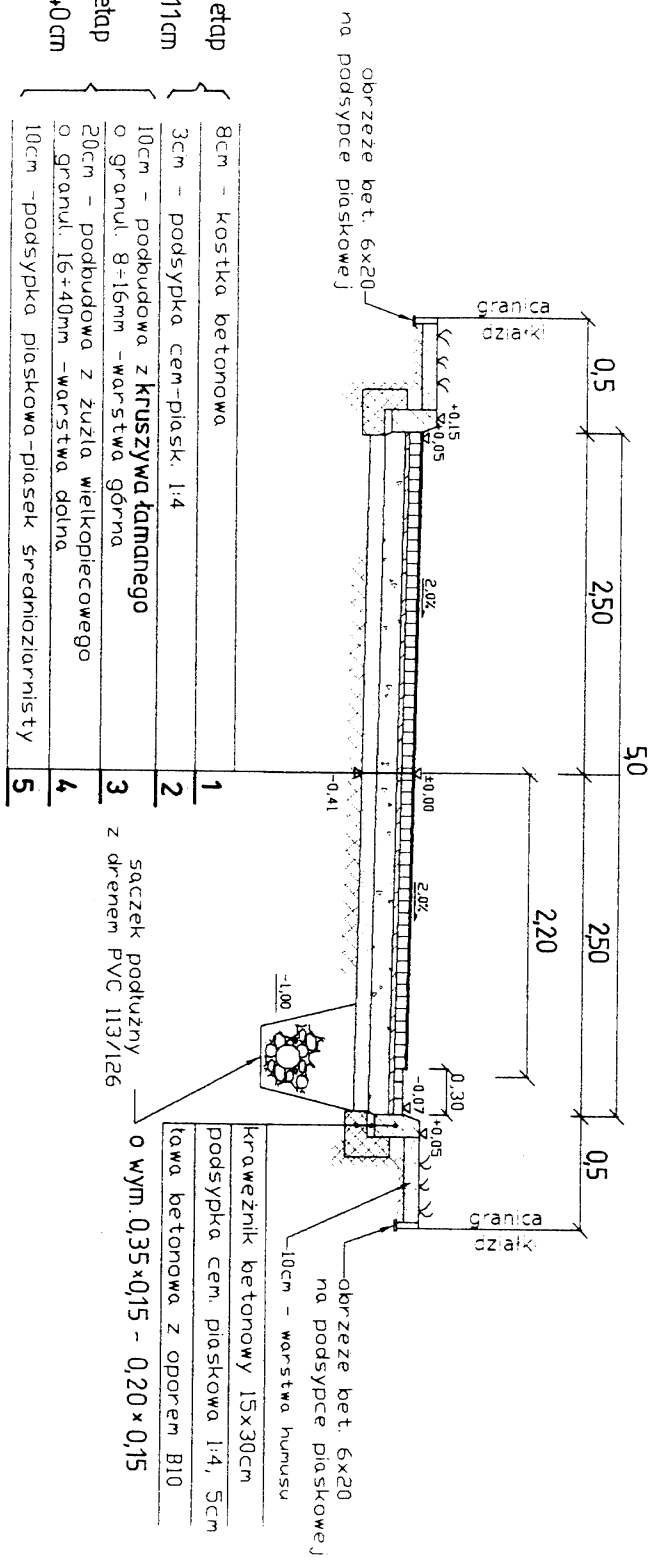 5,0
0,5
2,50
2,50
0,5
2,20
0,30
granica
działki
granica
działki
obrzeże bet. 6x20
na podsypce piaskowej
+0,15
+0,05
2.0%
±0,00
2.0%
-0,07
+0,05
-0,41
-1,00
obrzeże bet. 6x20
na podsypce piaskowej
10cm - warstwa humusu
krawężnik betonowy 15x30cm
podsypka cem. piaskowa 1:4, 5cm
ława betonowa z oporem B10
sączek podłużny
z drenem PVC 113/126
o wym. 0,35×0,15 - 0,20×0,15
etap
11cm
8cm - kostka betonowa
1
3cm - podsypka cem-piask. 1:4
2
etap
0cm
10cm - podbudowa z kruszywa łamanego
o granul. 8÷16mm -warstwa górna
3
20cm - podbudowa z żużla wielkopiecowego
o granul. 16÷40mm -warstwa dolna
4
10cm -podsypka piaskowa-piasek średnioziarnisty
5